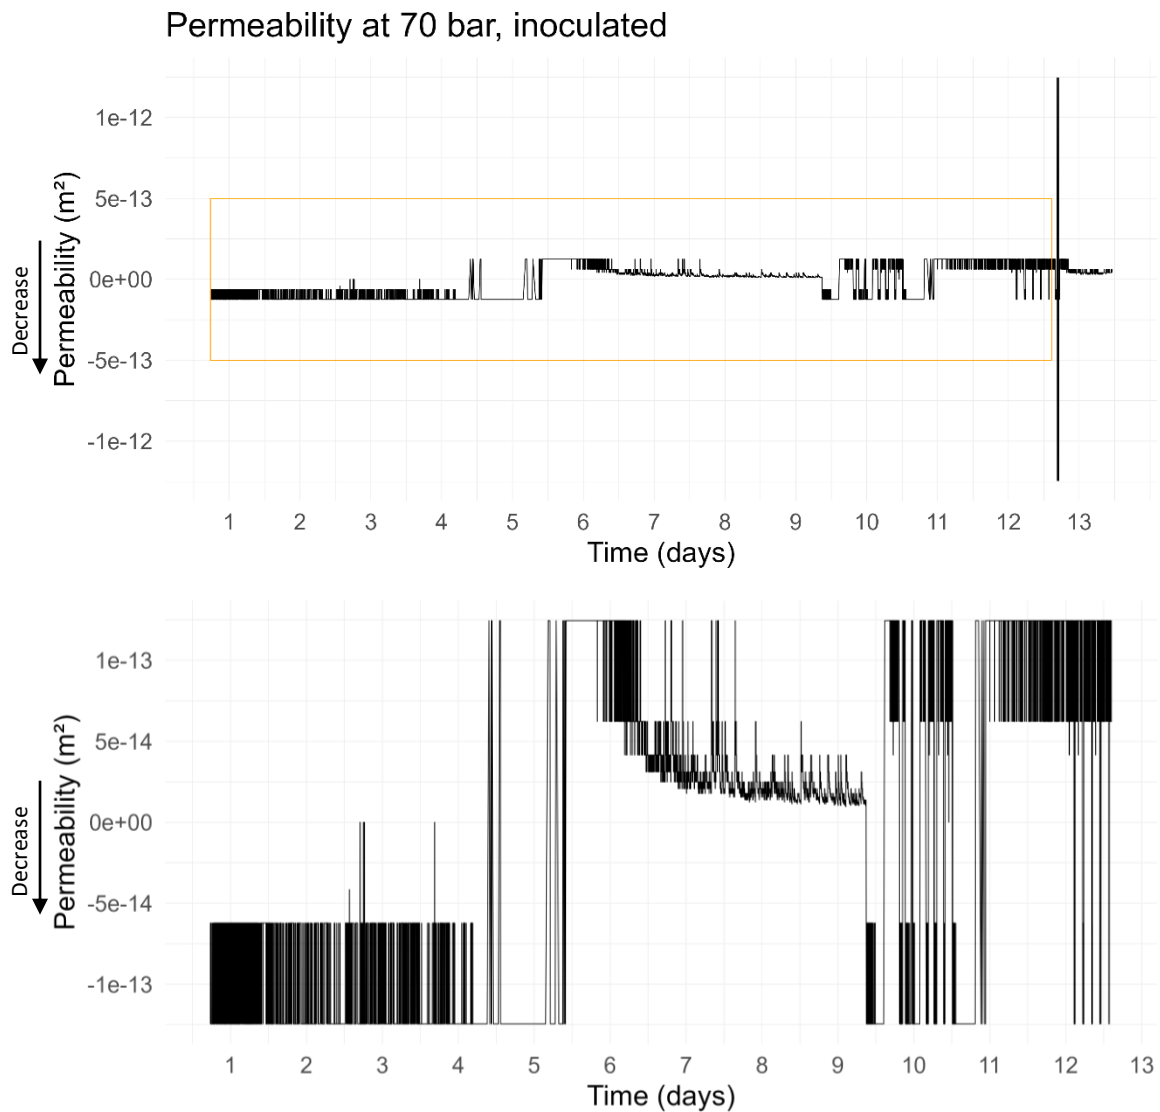 Permeability at 70 bar, inoculated
1e-12
5e-13
0e+00
-5e-13
-1e-12
Decrease
Permeability (m²)
1 2 3 4 5 6 7 8 9 10 11 12 13
Time (days)
1e-13
5e-14
0e+00
-5e-14
-1e-13
Decrease
Permeability (m²)
1 2 3 4 5 6 7 8 9 10 11 12 13
Time (days)